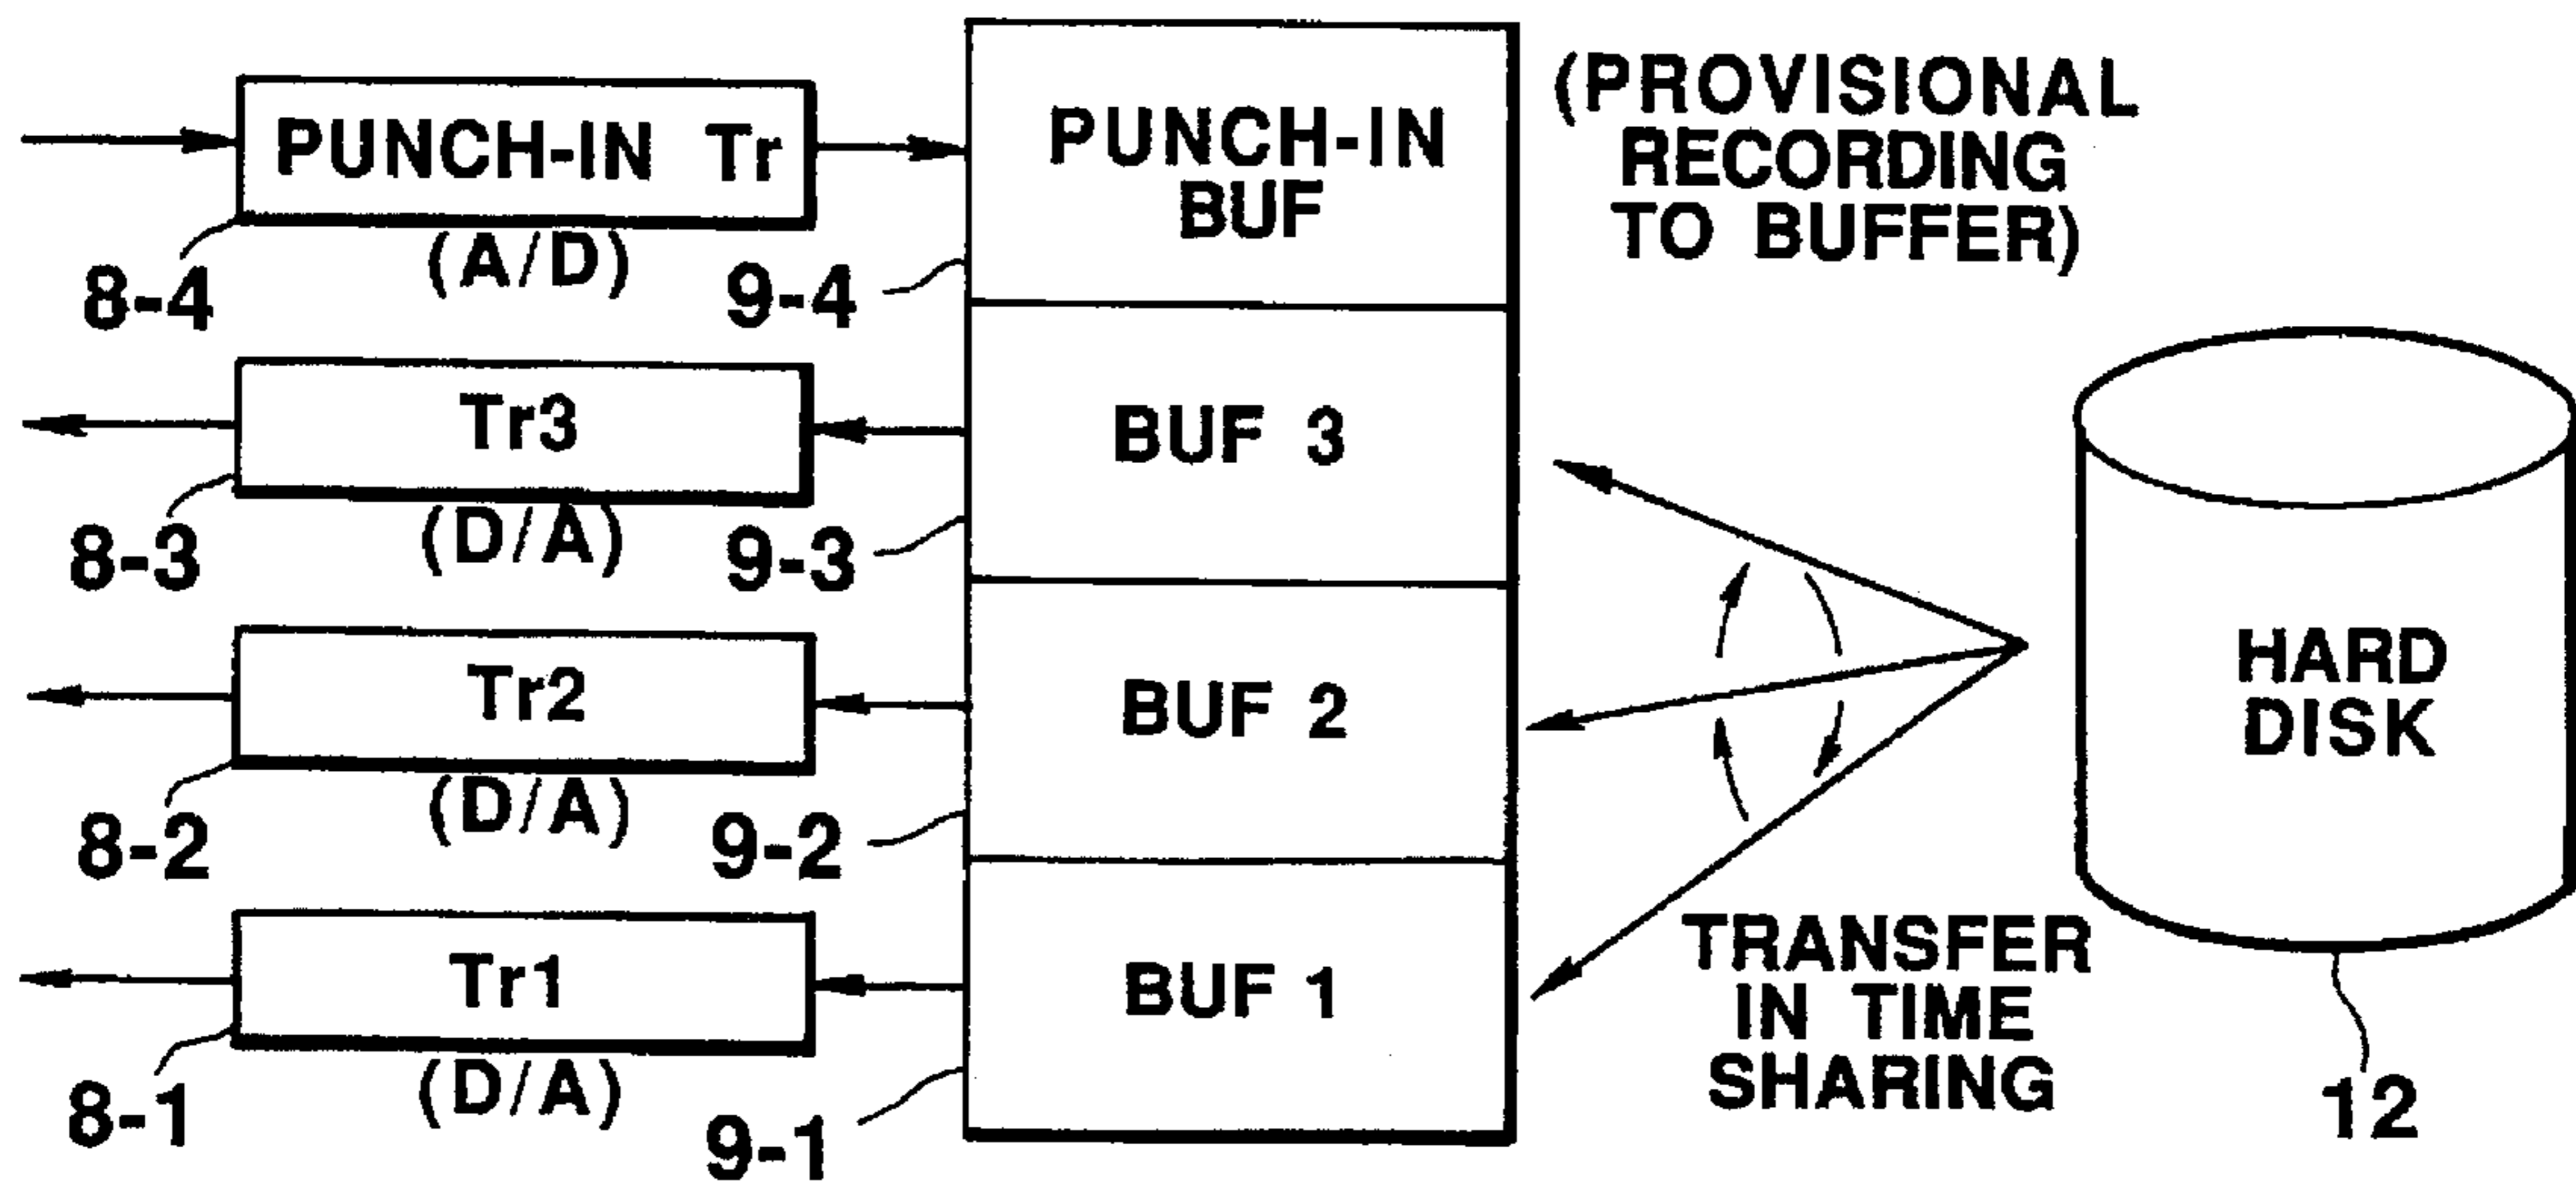 PUNCH-IN Tr
(A/D)
8-4
PUNCH-IN
BUF
9-4
(PROVISIONAL
RECORDING
TO BUFFER)
Tr3
(D/A)
8-3
BUF 3
9-3
Tr2
(D/A)
8-2
BUF 2
9-2
Tr1
(D/A)
8-1
BUF 1
9-1
TRANSFER
IN TIME
SHARING
HARD
DISK
12